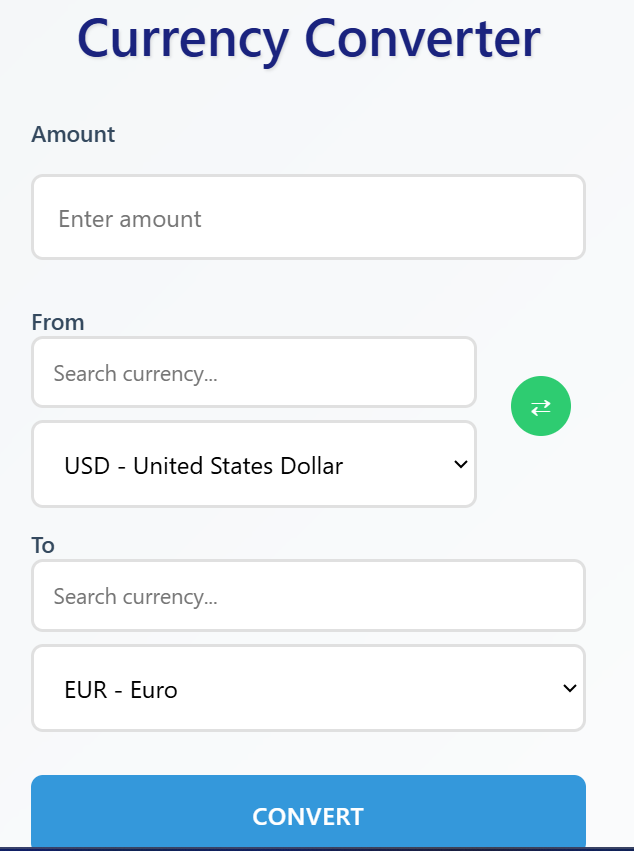 Currency Converter
Amount
Enter amount
From
Search currency...
USD - United States Dollar
To
Search currency...
EUR - Euro
CONVERT